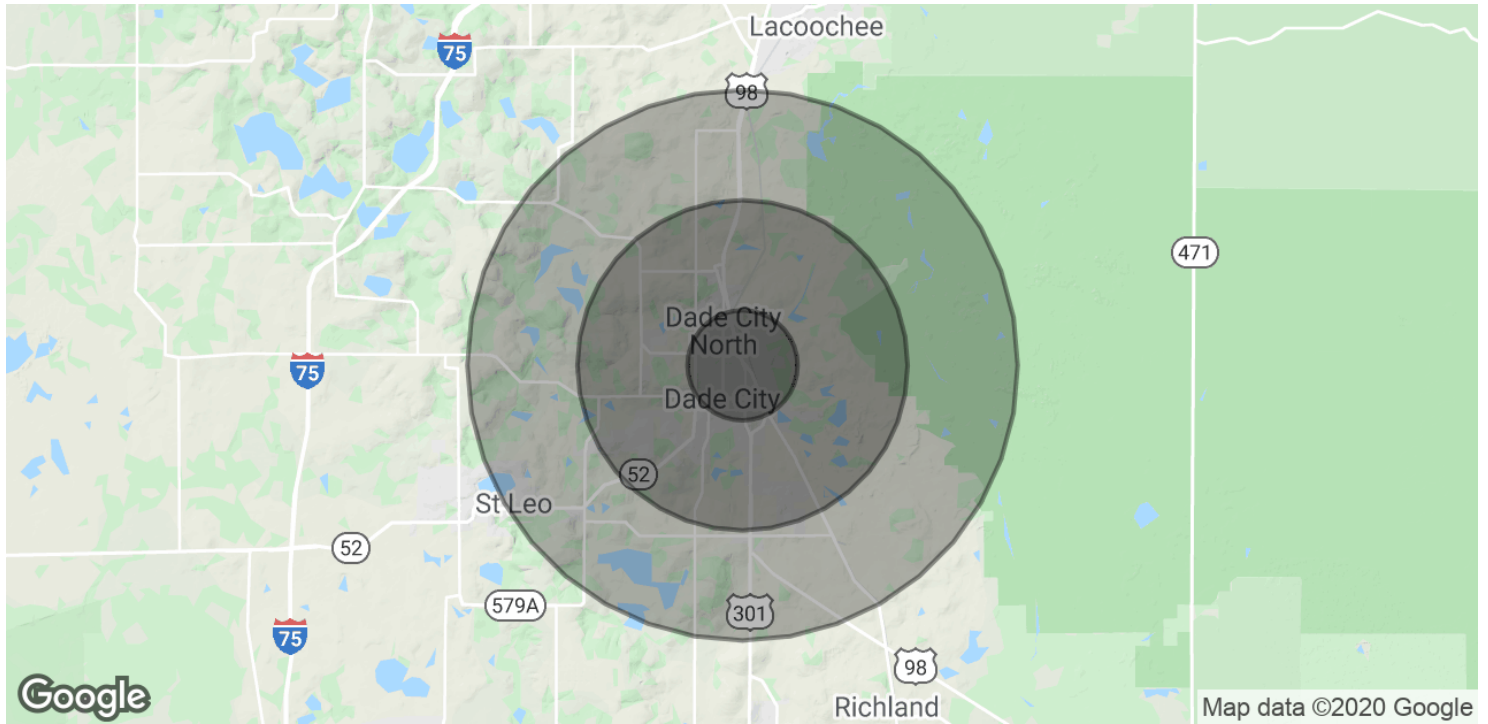 Lacoochee
75
98
471
Dade City
North
75
Dade City
52
St Leo
52
579A
301
75
98
Google
Richland
Map data ©2020 Google